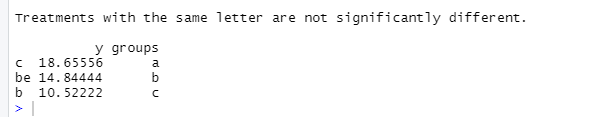 Treatments with the same letter are not significantly different.
y groups
c 18.65556 a
be 14.84444 b
b 10.52222 c
>